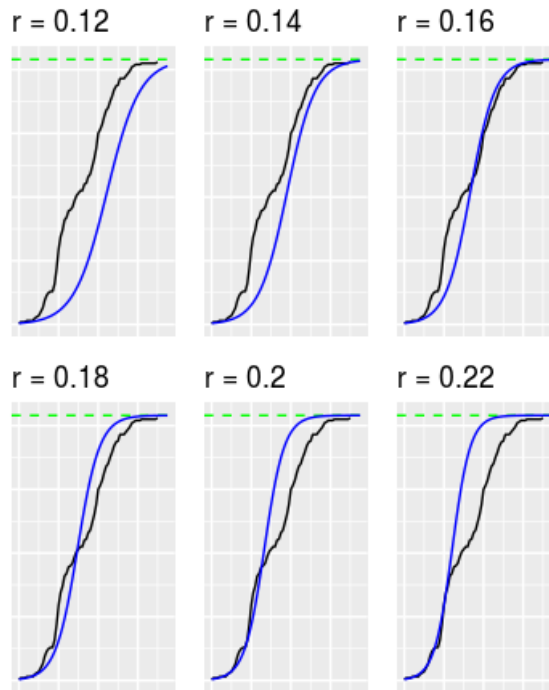 r = 0.12
r = 0.14
r = 0.16
r = 0.18
r = 0.2
r = 0.22